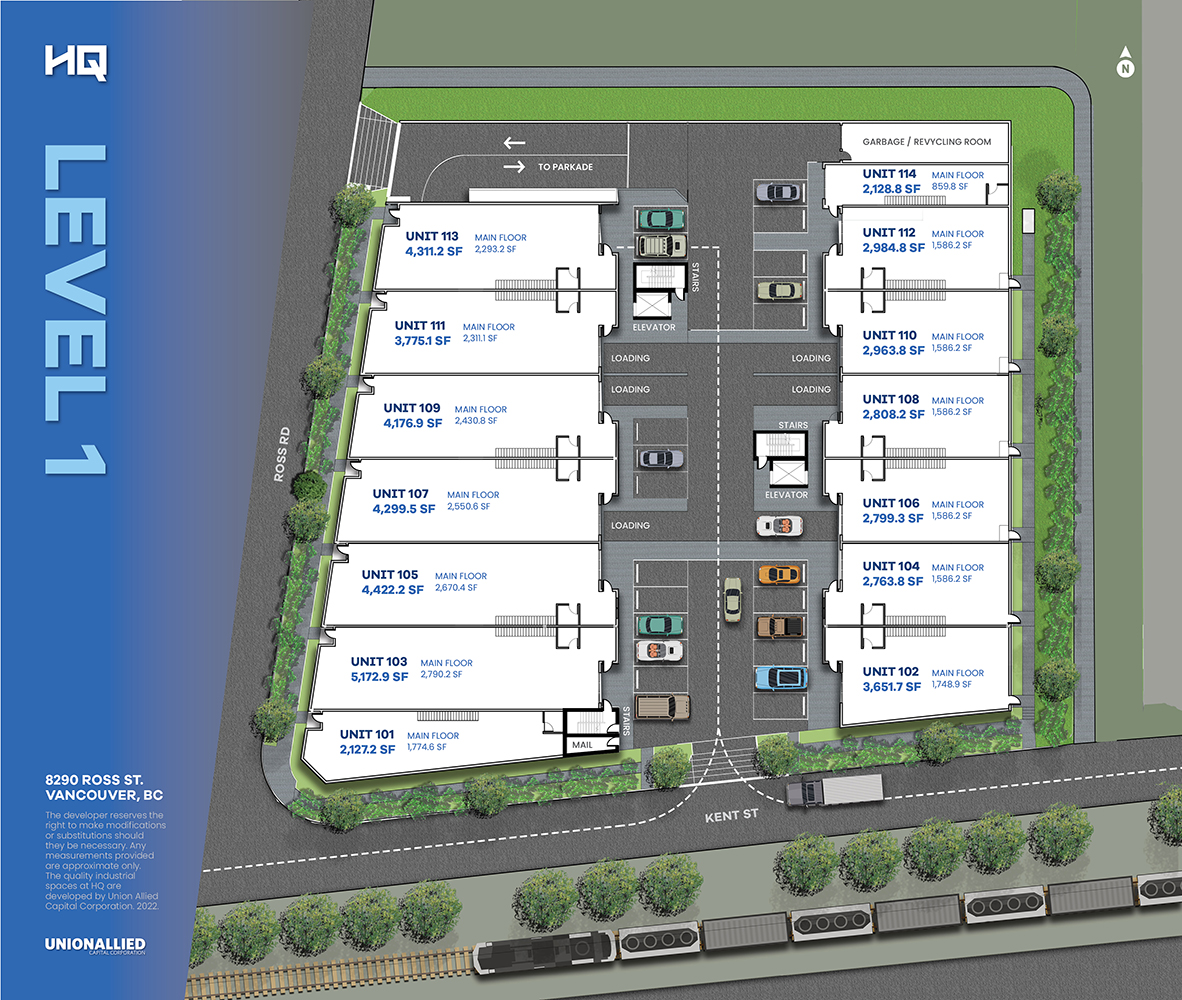 HQ
LEVEL 1
N
GARBAGE / REVYCLING ROOM
TO PARKADE
UNIT 114
2,128.8 SF
MAIN FLOOR
859.8 SF
UNIT 113
4,311.2 SF
MAIN FLOOR
2,293.2 SF
UNIT 112
2,984.8 SF
MAIN FLOOR
1,586.2 SF
STAIRS
ELEVATOR
UNIT 111
3,775.1 SF
MAIN FLOOR
2,311.1 SF
UNIT 110
2,963.8 SF
MAIN FLOOR
1,586.2 SF
LOADING
LOADING
LOADING
LOADING
UNIT 109
4,176.9 SF
MAIN FLOOR
2,430.8 SF
UNIT 108
2,808.2 SF
MAIN FLOOR
1,586.2 SF
STAIRS
ELEVATOR
ROSS RD
UNIT 107
4,299.5 SF
MAIN FLOOR
2,550.6 SF
UNIT 106
2,799.3 SF
MAIN FLOOR
1,586.2 SF
LOADING
UNIT 105
4,422.2 SF
MAIN FLOOR
2,670.4 SF
UNIT 104
2,763.8 SF
MAIN FLOOR
1,586.2 SF
UNIT 103
5,172.9 SF
MAIN FLOOR
2,790.2 SF
UNIT 102
3,651.7 SF
MAIN FLOOR
1,748.9 SF
UNIT 101
2,127.2 SF
MAIN FLOOR
1,774.6 SF
STAIRS
MAIL
KENT ST
8290 ROSS ST.
VANCOUVER, BC
The developer reserves the
right to make modifications
or substitutions should
they be necessary. Any
measurements provided
are approximate only.
The quality industrial
spaces at HQ are
developed by Union Allied
Capital Corporation. 2022.
UNIONALLIED
CAPITAL CORPORATION